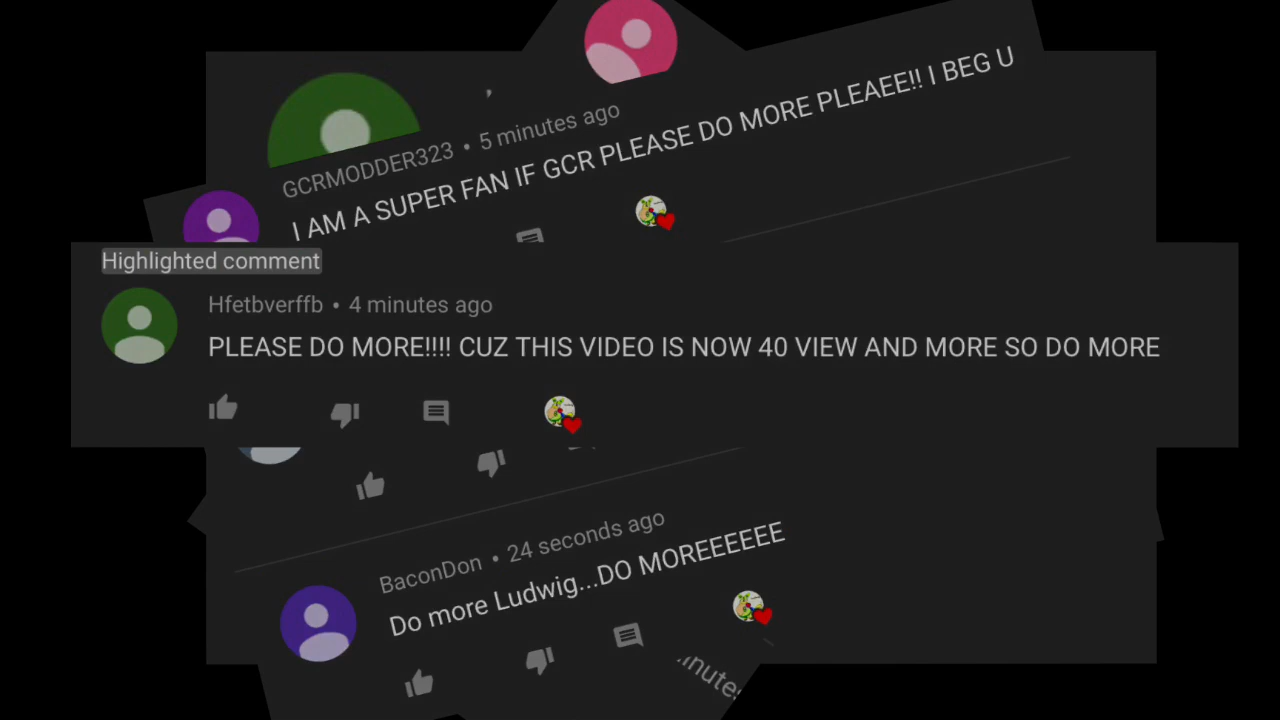 GCRMODDER323 • 5 minutes ago
I AM A SUPER FAN IF GCR PLEASE DO MORE PLEAEE!! I BEG U
Highlighted comment
Hfetbverffb • 4 minutes ago
PLEASE DO MORE!!!! CUZ THIS VIDEO IS NOW 40 VIEW AND MORE SO DO MORE
BaconDon • 24 seconds ago
Do more Ludwig...DO MOREEEEEE